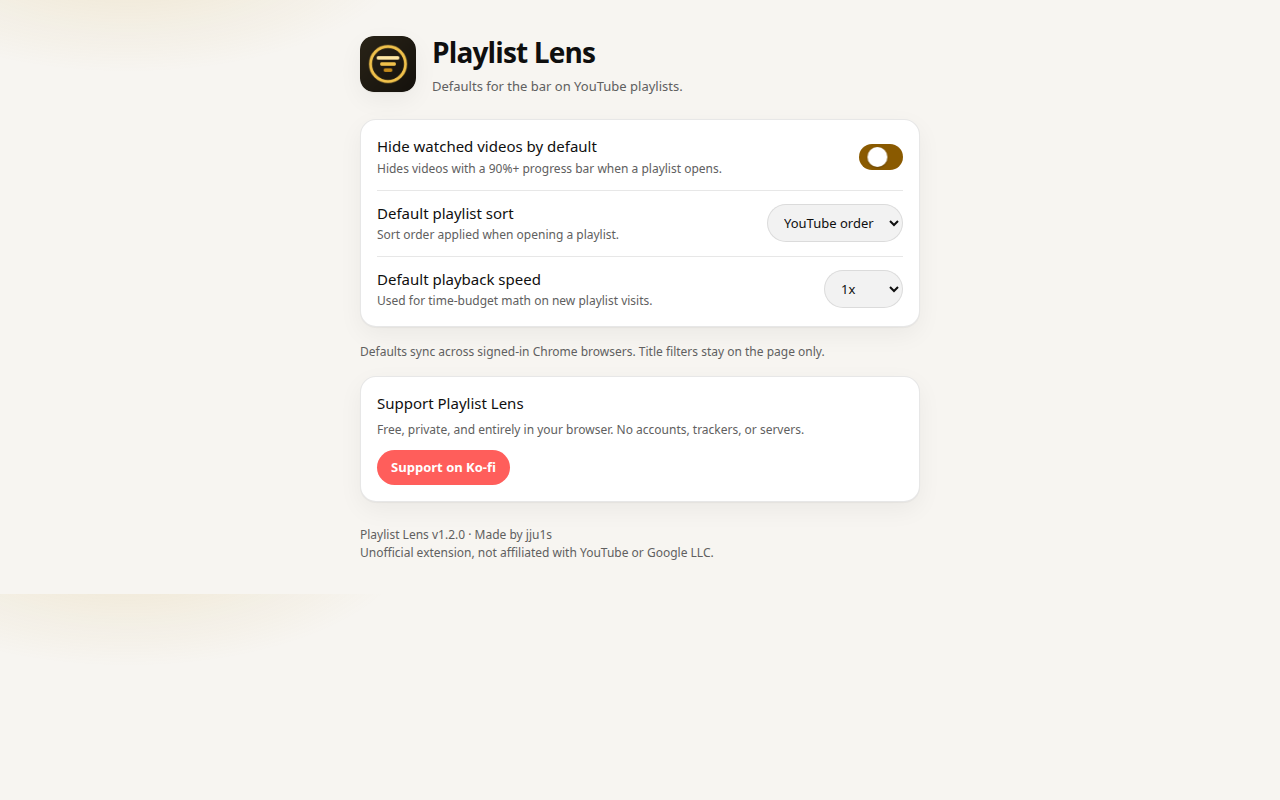 Playlist Lens
Defaults for the bar on YouTube playlists.
Hide watched videos by default
Hides videos with a 90%+ progress bar when a playlist opens.
Default playlist sort
Sort order applied when opening a playlist.
YouTube order
Default playback speed
Used for time-budget math on new playlist visits.
1x
Defaults sync across signed-in Chrome browsers. Title filters stay on the page only.
Support Playlist Lens
Free, private, and entirely in your browser. No accounts, trackers, or servers.
Support on Ko-fi
Playlist Lens v1.2.0 · Made by jju1s
Unofficial extension, not affiliated with YouTube or Google LLC.